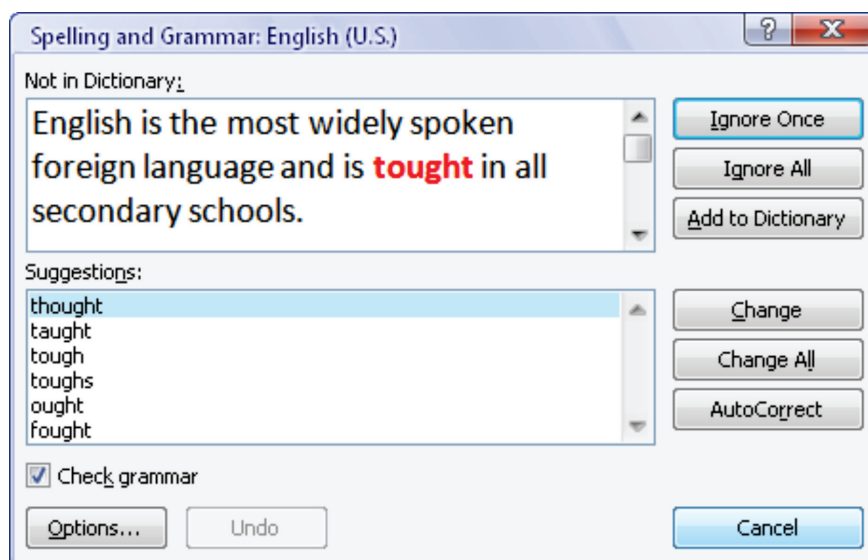 Spelling and Grammar: English (U.S.)
Not in Dictionary:
English is the most widely spoken
foreign language and is tought in all
secondary schools.
Ignore Once
Ignore All
Add to Dictionary
Suggestions:
thought
taught
tough
toughs
ought
fought
Change
Change All
AutoCorrect
Check grammar
Options...
Undo
Cancel